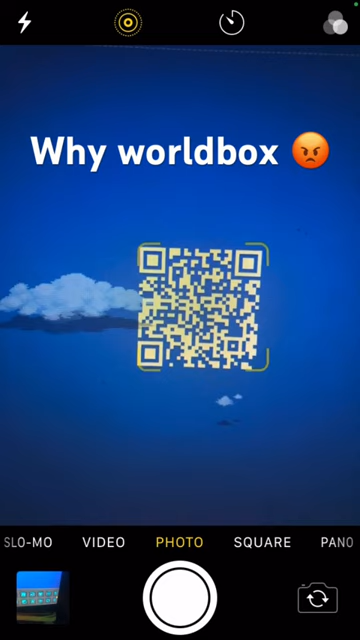 Why worldbox 😡
SLO-MO
VIDEO
PHOTO
SQUARE
PANO